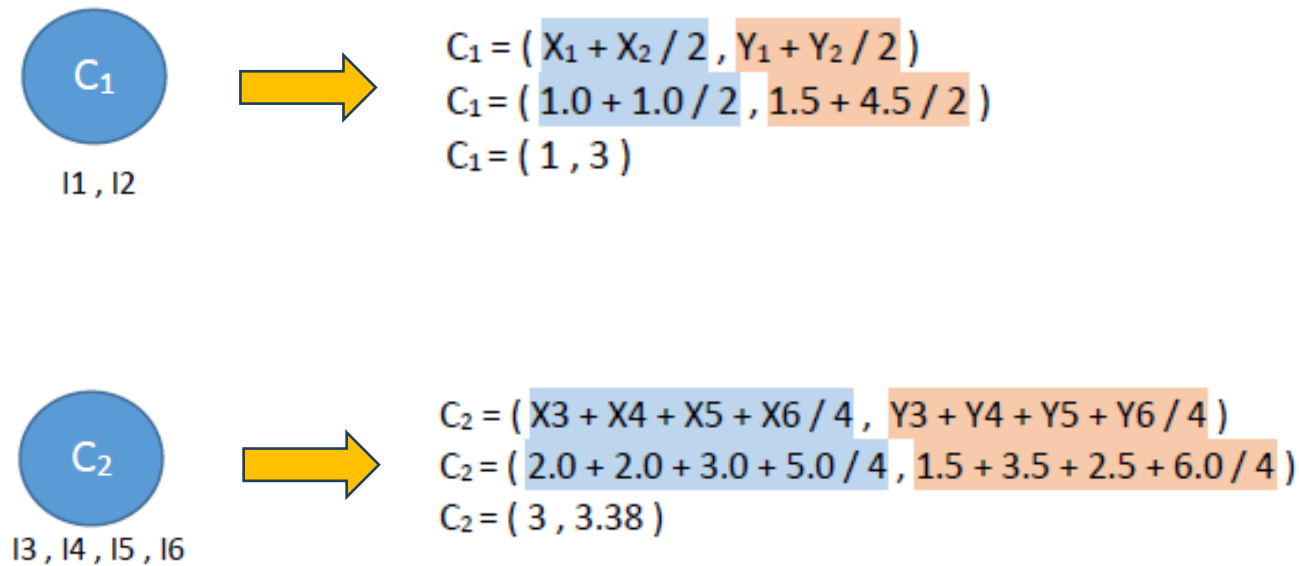 C₁
I1 , I2
C₁ = ( X₁ + X₂ / 2 , Y₁ + Y₂ / 2 )
C₁ = ( 1.0 + 1.0 / 2 , 1.5 + 4.5 / 2 )
C₁ = ( 1 , 3 )
C₂
I3 , I4 , I5 , I6
C₂ = ( X3 + X4 + X5 + X6 / 4 , Y3 + Y4 + Y5 + Y6 / 4 )
C₂ = ( 2.0 + 2.0 + 3.0 + 5.0 / 4 , 1.5 + 3.5 + 2.5 + 6.0 / 4 )
C₂ = ( 3 , 3.38 )